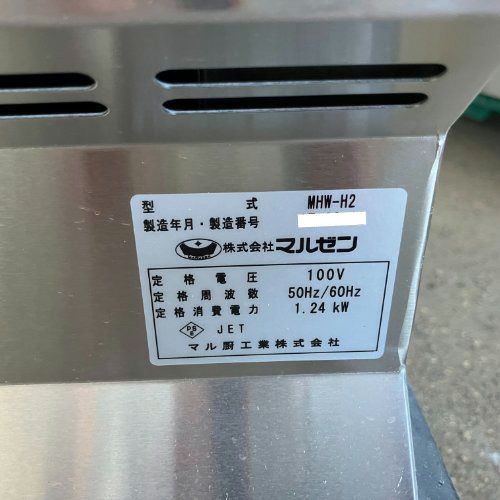 型式 MHW-H2
製造年月・製造番号
株式会社マルゼン
定格電圧 100V
定格周波数 50Hz/60Hz
定格消費電力 1.24 kW
PS E JET
マル厨工業株式会社